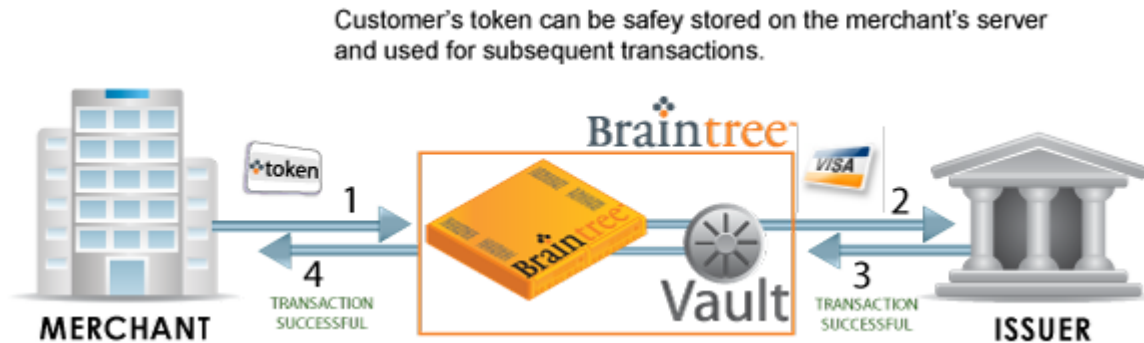 Customer's token can be safey stored on the merchant's server
and used for subsequent transactions.
Braintree
token
VISA
1
2
Braintree
4
3
TRANSACTION
SUCCESSFUL
Vault
TRANSACTION
SUCCESSFUL
MERCHANT
ISSUER